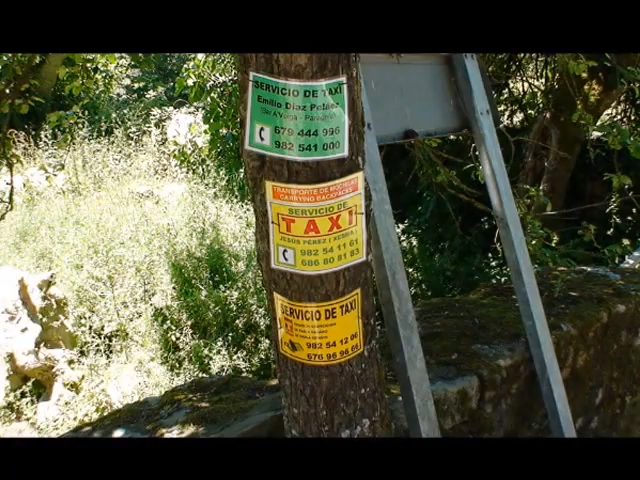 SERVICIO DE TAXI
Emilio Díaz Peláez
679 444 996
982 541 000
TRANSPORTE DE MOCHILAS
CARRYING BACKPACKS
SERVICIO DE
TAXI
JESÚS PÉREZ
982 54 11 61
686 80 81 83
SERVICIO DE TAXI
982 54 12 06
676 96 96 66